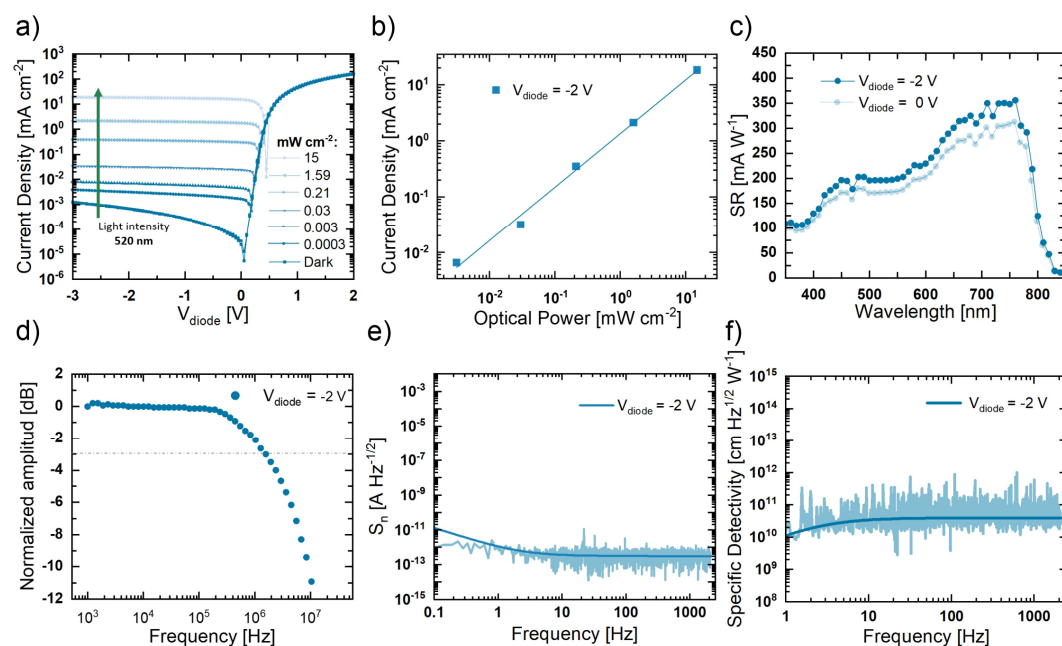 a)
Current Density [mA cm⁻²]
10³
10²
10¹
10⁰
10⁻¹
10⁻²
10⁻³
10⁻⁴
10⁻⁵
10⁻⁶
Light intensity
520 nm
mW cm⁻²:
15
1.59
0.21
0.03
0.003
0.0003
Dark
-3 -2 -1 0 1 2
V_diode [V]
b)
Current Density [mA cm⁻²]
10¹
10⁰
10⁻¹
10⁻²
V_diode = -2 V
10⁻² 10⁻¹ 10⁰ 10¹
Optical Power [mW cm⁻²]
c)
SR [mA W⁻¹]
450
400
350
300
250
200
150
100
50
0
V_diode = -2 V
V_diode = 0 V
400 500 600 700 800
Wavelength [nm]
d)
Normalized amplitud [dB]
2
0
-2
-4
-6
-8
-10
-12
V_diode = -2 V
10³ 10⁴ 10⁵ 10⁶ 10⁷
Frequency [Hz]
e)
Sₙ [A Hz⁻¹/²]
10⁻³
10⁻⁵
10⁻⁷
10⁻⁹
10⁻¹¹
10⁻¹³
10⁻¹⁵
V_diode = -2 V
0.1 1 10 100 1000
Frequency [Hz]
f)
Specific Detectivity [cm Hz¹/² W⁻¹]
10¹⁵
10¹⁴
10¹³
10¹²
10¹¹
10¹⁰
10⁹
10⁸
V_diode = -2 V
1 10 100 1000
Frequency [Hz]